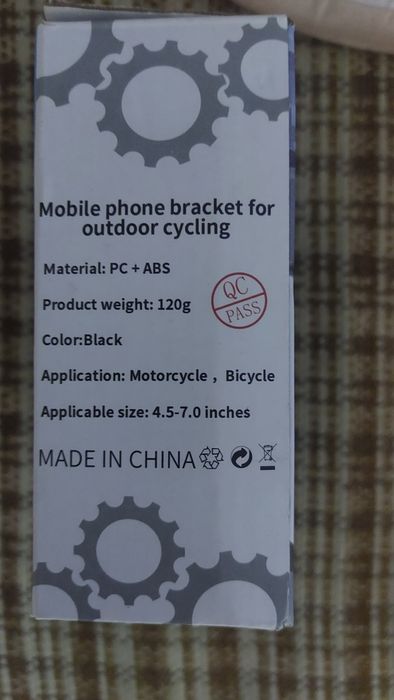 Mobile phone bracket for
outdoor cycling
Material: PC + ABS
Product weight: 120g
QC
PASS
Color:Black
Application: Motorcycle , Bicycle
Applicable size: 4.5-7.0 inches
MADE IN CHINA